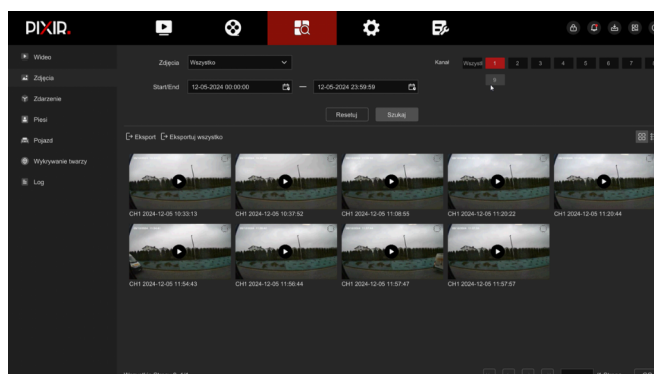 PIXIR.
Wideo
Zdjęcia
Zdarzenie
Piesi
Pojazd
Wykrywanie twarzy
Log
Zdjęcia Wszystko
Kanał Wszyst 1 2 3 4 5 6 7
9
Start/End 12-05-2024 00:00:00 — 12-05-2024 23:59:59
Resetuj Szukaj
Eksport Eksportuj wszystko
CH1 2024-12-05 10:33:13 CH1 2024-12-05 10:37:52 CH1 2024-12-05 11:08:55 CH1 2024-12-05 11:20:22 CH1 2024-12-05 11:20:44
CH1 2024-12-05 11:54:43 CH1 2024-12-05 11:56:44 CH1 2024-12-05 11:57:47 CH1 2024-12-05 11:57:57